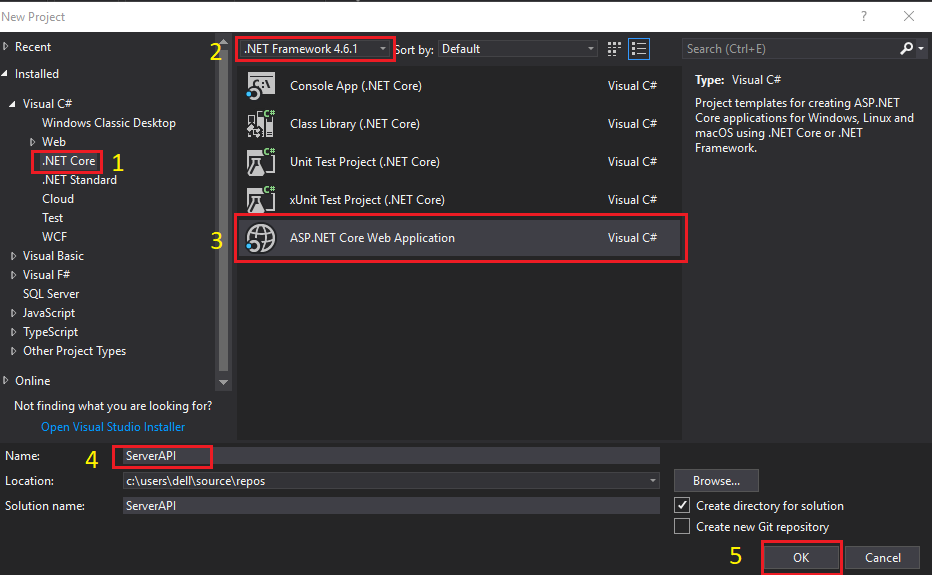 New Project
Recent
Installed
Visual C#
Windows Classic Desktop
Web
.NET Core 1
.NET Standard
Cloud
Test
WCF
Visual Basic
Visual F#
SQL Server
JavaScript
TypeScript
Other Project Types
Online
Not finding what you are looking for?
Open Visual Studio Installer
2 .NET Framework 4.6.1 Sort by: Default
Console App (.NET Core) Visual C#
Class Library (.NET Core) Visual C#
Unit Test Project (.NET Core) Visual C#
xUnit Test Project (.NET Core) Visual C#
3 ASP.NET Core Web Application Visual C#
Search (Ctrl+E)
Type: Visual C#
Project templates for creating ASP.NET
Core applications for Windows, Linux and
macOS using .NET Core or .NET
Framework.
Name: 4 ServerAPI
Location: c:\users\dell\source\repos Browse...
Solution name: ServerAPI
Create directory for solution
Create new Git repository
5 OK Cancel